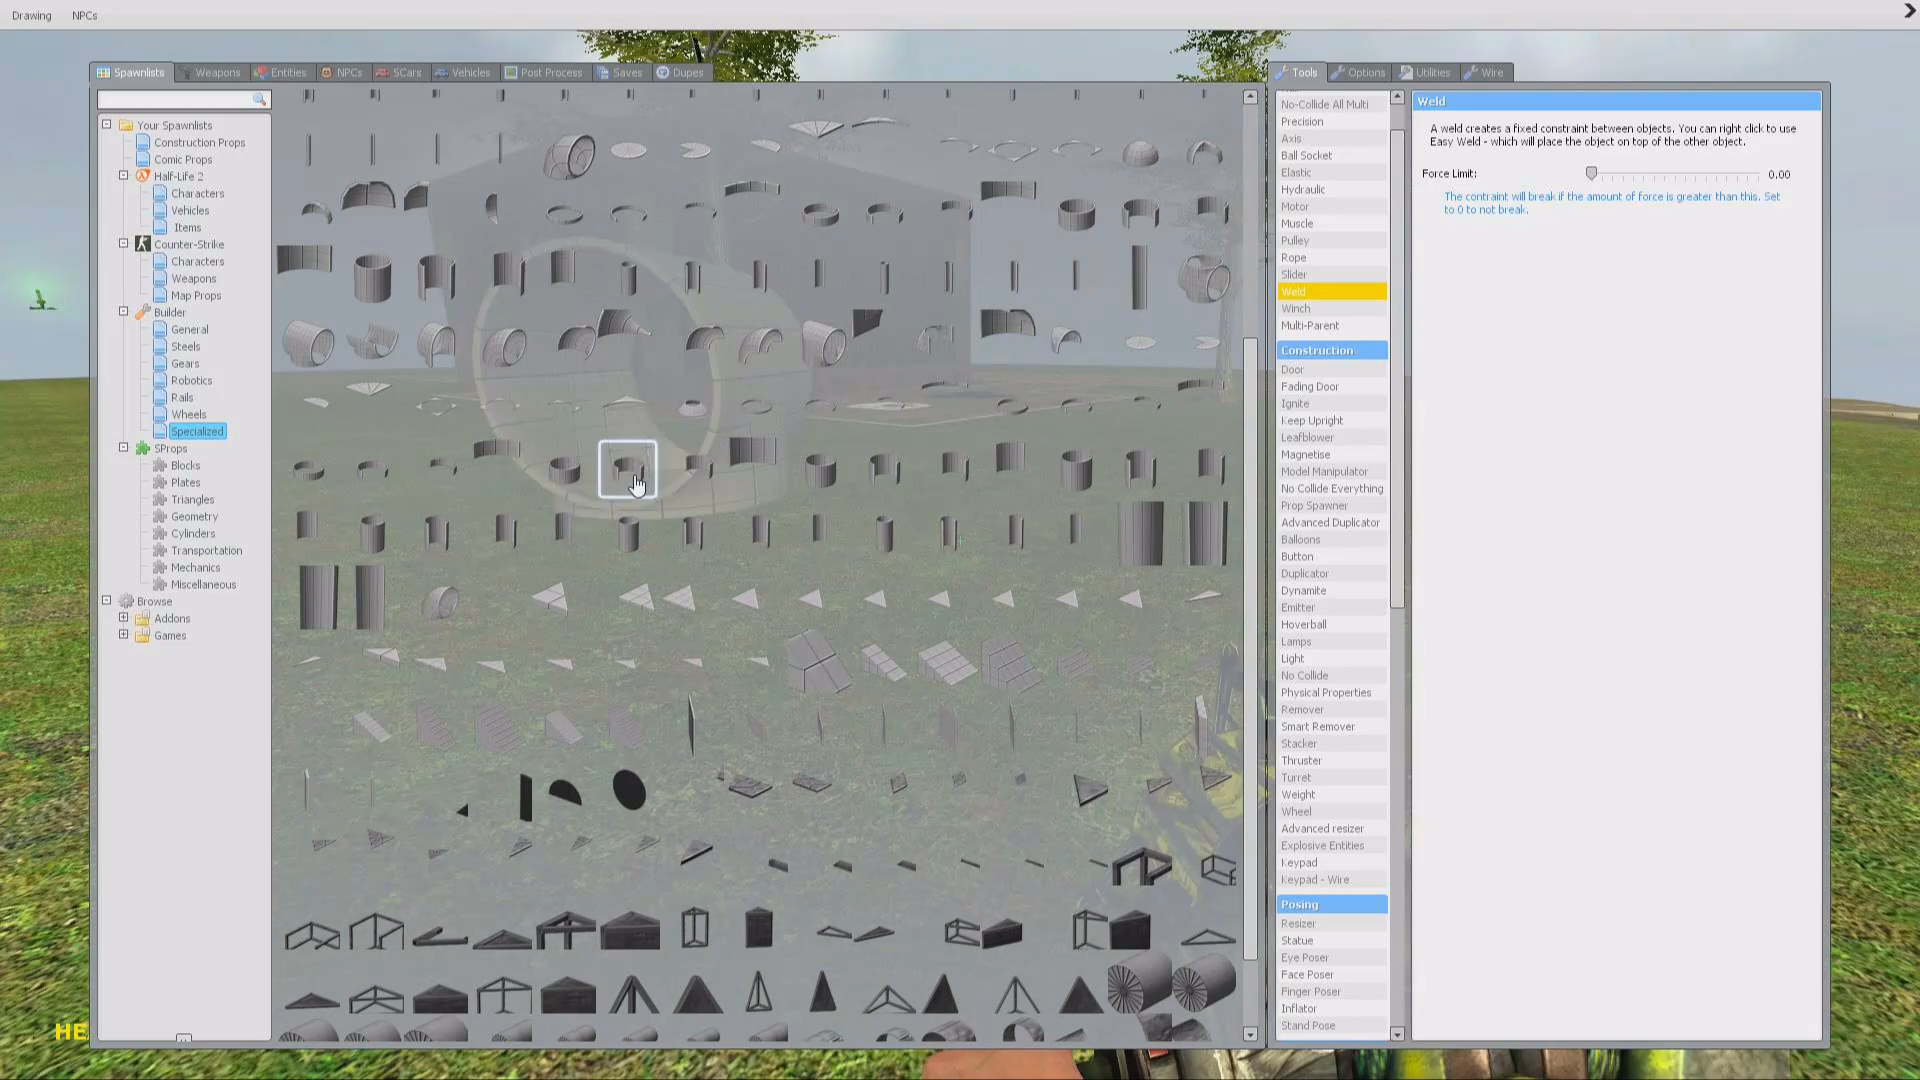 Drawing NPCs
Spawnlists Weapons Entities NPCs SCars Vehicles Post Process Saves Dupes
Your Spawnlists
Construction Props
Comic Props
Half-Life 2
Characters
Vehicles
Items
Counter-Strike
Characters
Weapons
Map Props
Builder
General
Steels
Gears
Robotics
Rails
Wheels
Specialized
SProps
Blocks
Plates
Triangles
Geometry
Cylinders
Transportation
Mechanics
Miscellaneous
Browse
Addons
Games
HE
Tools Options Utilities Wire
No-Collide All Multi
Precision
Axis
Ball Socket
Elastic
Hydraulic
Motor
Muscle
Pulley
Rope
Slider
Weld
Winch
Multi-Parent
Construction
Door
Fading Door
Ignite
Keep Upright
Leafblower
Magnetise
Model Manipulator
No Collide Everything
Prop Spawner
Advanced Duplicator
Balloons
Button
Duplicator
Dynamite
Emitter
Hoverball
Lamps
Light
No Collide
Physical Properties
Remover
Smart Remover
Stacker
Thruster
Turret
Weight
Wheel
Advanced resizer
Explosive Entities
Keypad
Keypad - Wire
Posing
Resizer
Statue
Eye Poser
Face Poser
Finger Poser
Inflator
Stand Pose
Weld
A weld creates a fixed constraint between objects. You can right click to use
Easy Weld - which will place the object on top of the other object.
Force Limit: 0.00
The contraint will break if the amount of force is greater than this. Set
to 0 to not break.